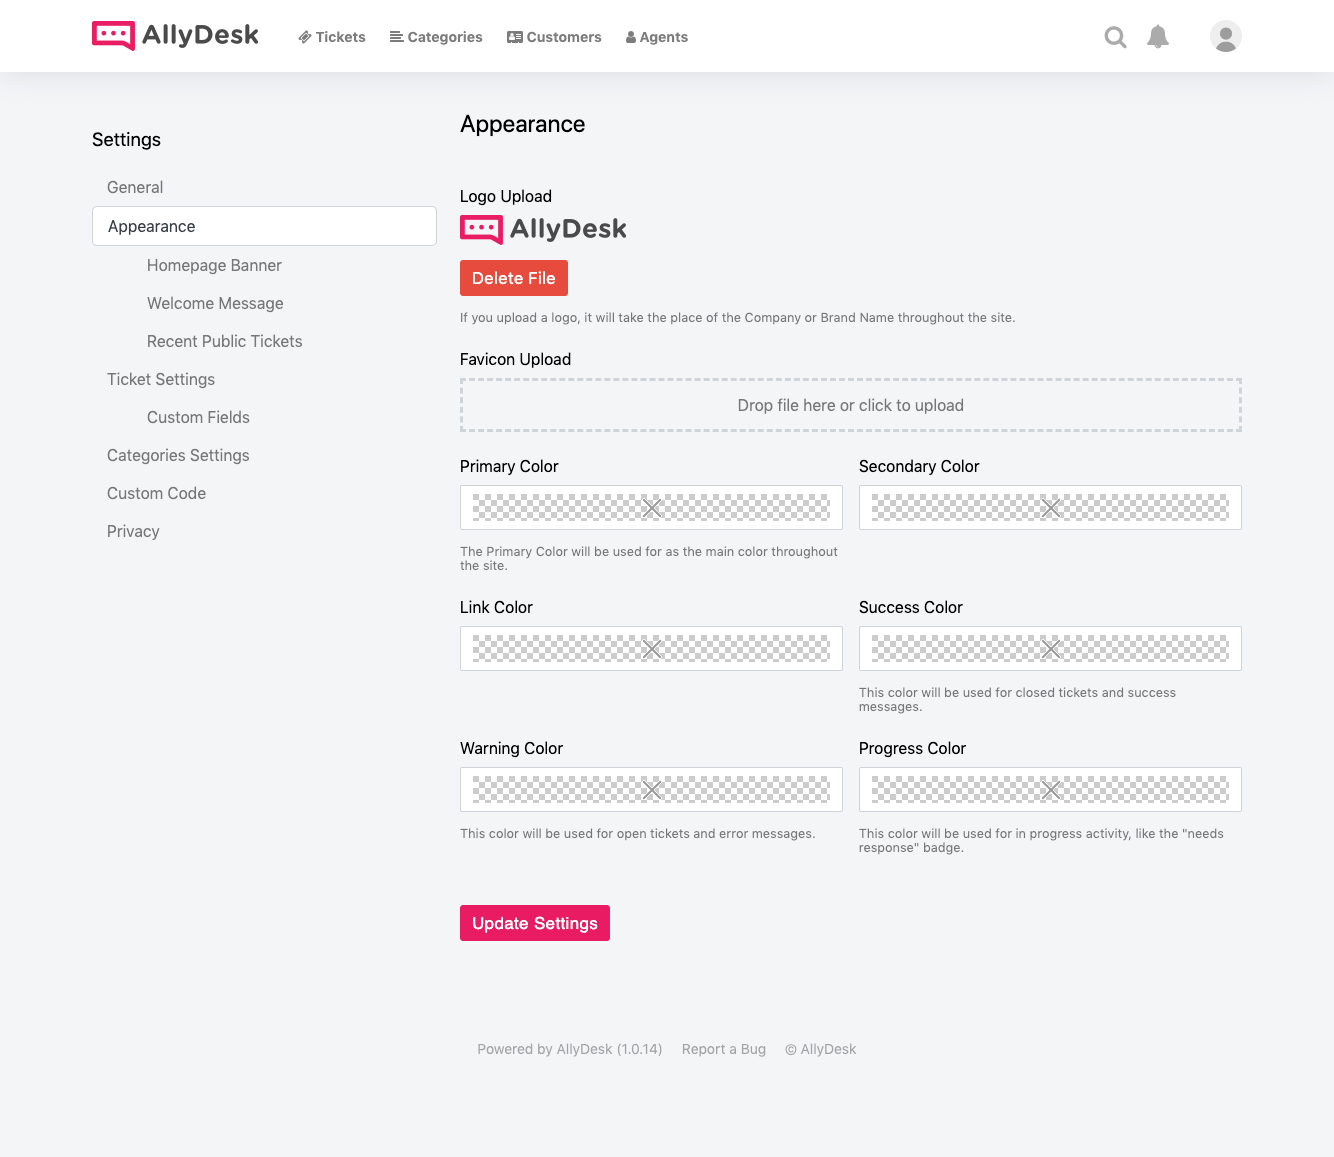 AllyDesk
Tickets
Categories
Customers
Agents
Settings
General
Appearance
Homepage Banner
Welcome Message
Recent Public Tickets
Ticket Settings
Custom Fields
Categories Settings
Custom Code
Privacy
Appearance
Logo Upload
AllyDesk
Delete File
If you upload a logo, it will take the place of the Company or Brand Name throughout the site.
Favicon Upload
Drop file here or click to upload
Primary Color
The Primary Color will be used for as the main color throughout
the site.
Secondary Color
Link Color
Success Color
This color will be used for closed tickets and success
messages.
Warning Color
This color will be used for open tickets and error messages.
Progress Color
This color will be used for in progress activity, like the "needs
response" badge.
Update Settings
Powered by AllyDesk (1.0.14)
Report a Bug
© AllyDesk